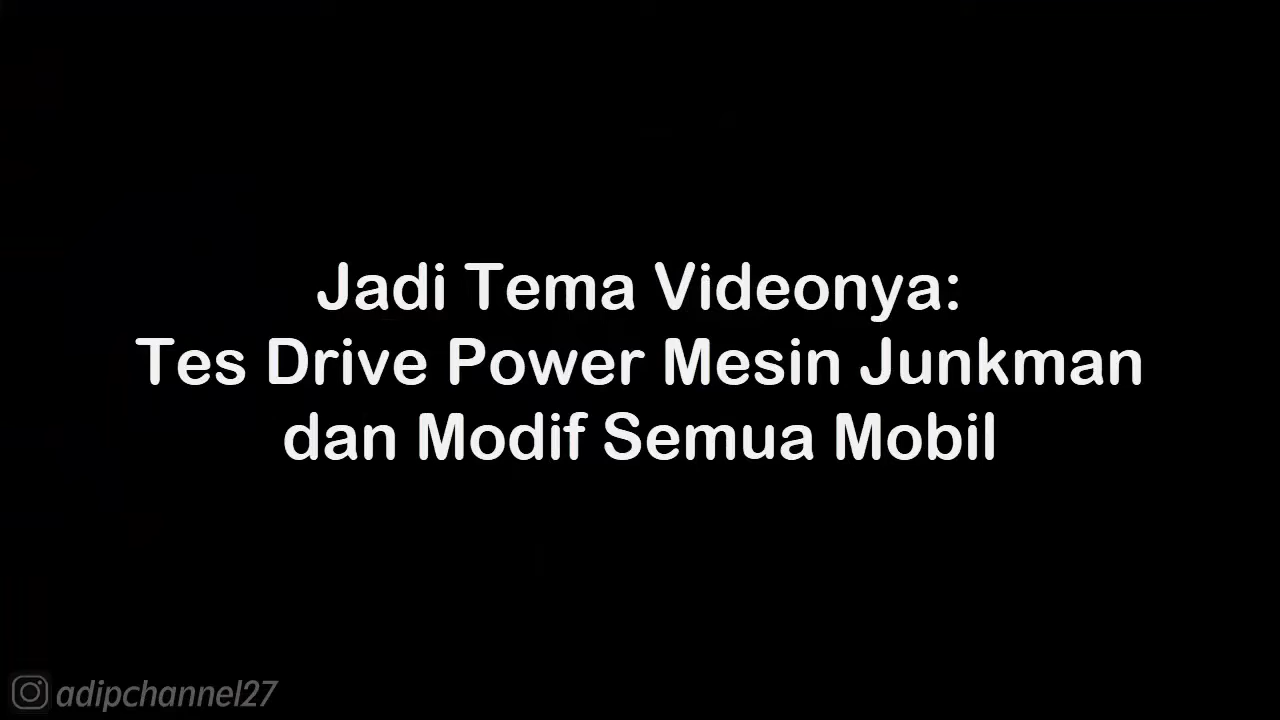 Jadi Tema Videonya:
Tes Drive Power Mesin Junkman
dan Modif Semua Mobil
adipchannel27